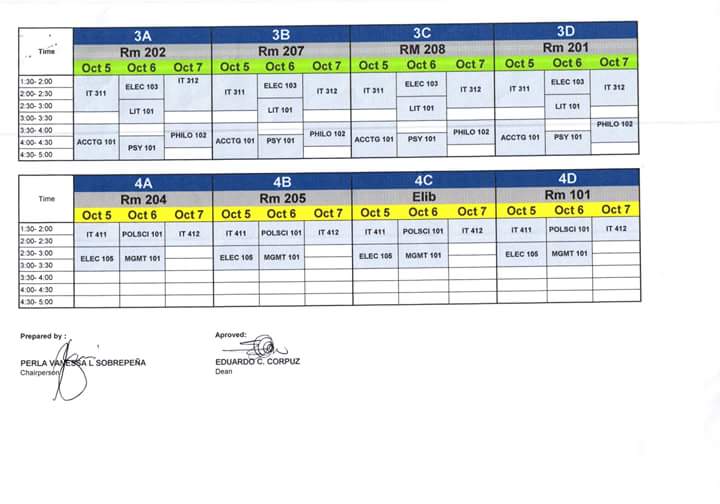 3A 3B 3C 3D
Time Rm 202 Rm 207 RM 208 Rm 201
Oct 5 Oct 6 Oct 7 Oct 5 Oct 6 Oct 7 Oct 5 Oct 6 Oct 7 Oct 5 Oct 6 Oct 7
1:30- 2:00 IT 311 ELEC 103 IT 312 IT 311 ELEC 103 IT 312 IT 311 ELEC 103 IT 312 IT 311 ELEC 103 IT 312
2:00- 2:30
2:30- 3:00 LIT 101 LIT 101 LIT 101 LIT 101
3:00- 3:30
3:30- 4:00 ACCTG 101 PSY 101 PHILO 102 ACCTG 101 PSY 101 PHILO 102 ACCTG 101 PSY 101 PHILO 102 ACCTG 101 PSY 101 PHILO 102
4:00- 4:30
4:30- 5:00
4A 4B 4C 4D
Time Rm 204 Rm 205 Elib Rm 101
Oct 5 Oct 6 Oct 7 Oct 5 Oct 6 Oct 7 Oct 5 Oct 6 Oct 7 Oct 5 Oct 6 Oct 7
1:30- 2:00 IT 411 POLSCI 101 IT 412 IT 411 POLSCI 101 IT 412 IT 411 POLSCI 101 IT 412 IT 411 POLSCI 101 IT 412
2:00- 2:30
2:30- 3:00 ELEC 105 MGMT 101 ELEC 105 MGMT 101 ELEC 105 MGMT 101 ELEC 105 MGMT 101
3:00- 3:30
3:30- 4:00
4:00- 4:30
4:30- 5:00
Prepared by : Aproved:
PERLA VANESSA L SOBREPEÑA EDUARDO C. CORPUZ
Chairperson Dean